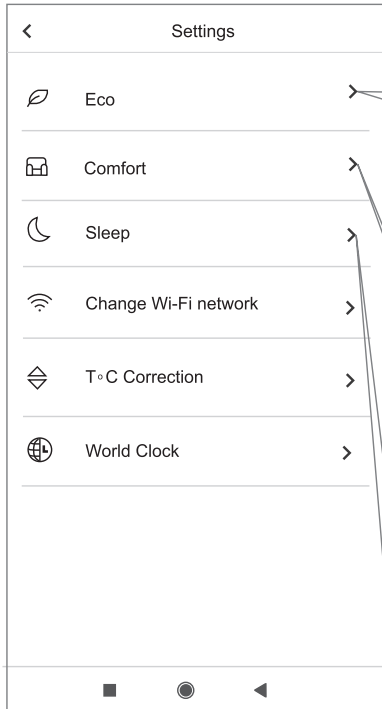 Settings
Eco
Comfort
Sleep
Change Wi-Fi network
T∘C Correction
World Clock